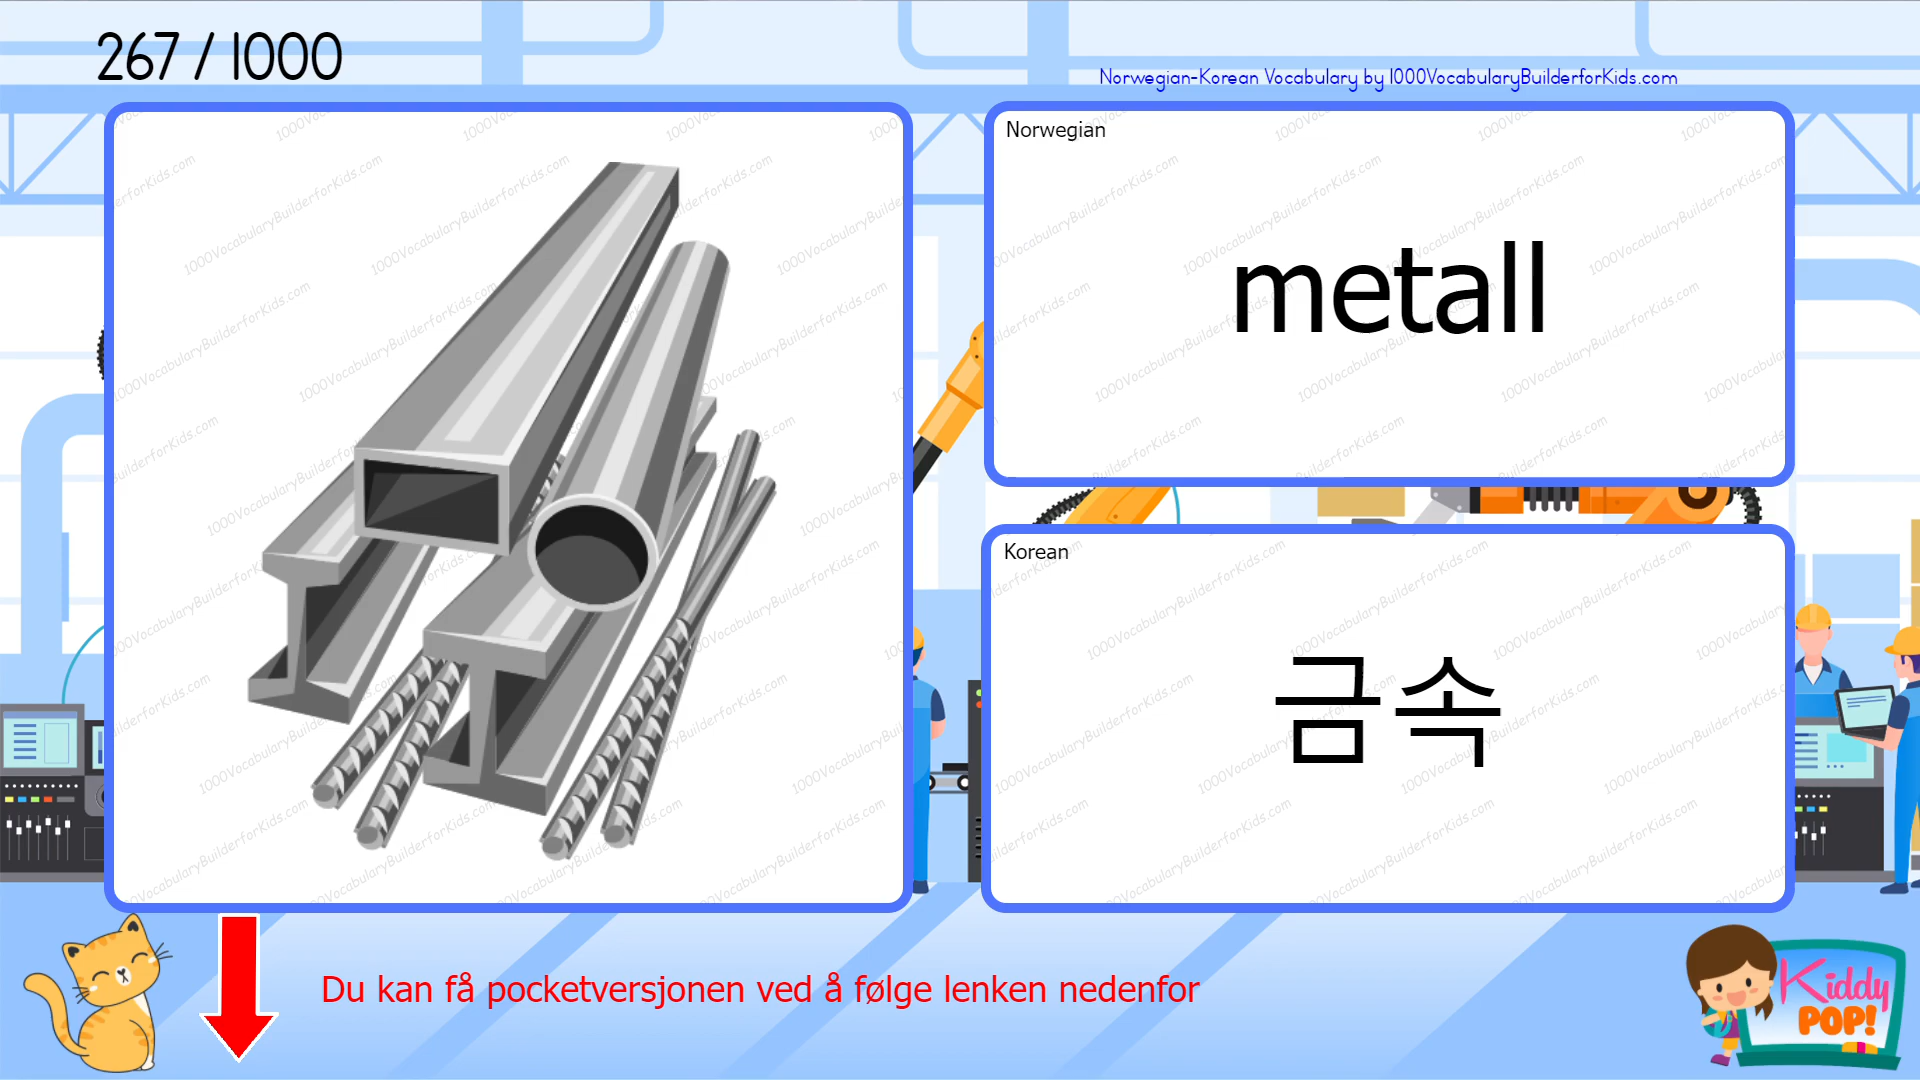 267 / 1000
Norwegian-Korean Vocabulary by 1000VocabularyBuilderforKids.com
Norwegian
metall
Korean
금속
Du kan få pocketversjonen ved å følge lenken nedenfor
Kiddy
POP!